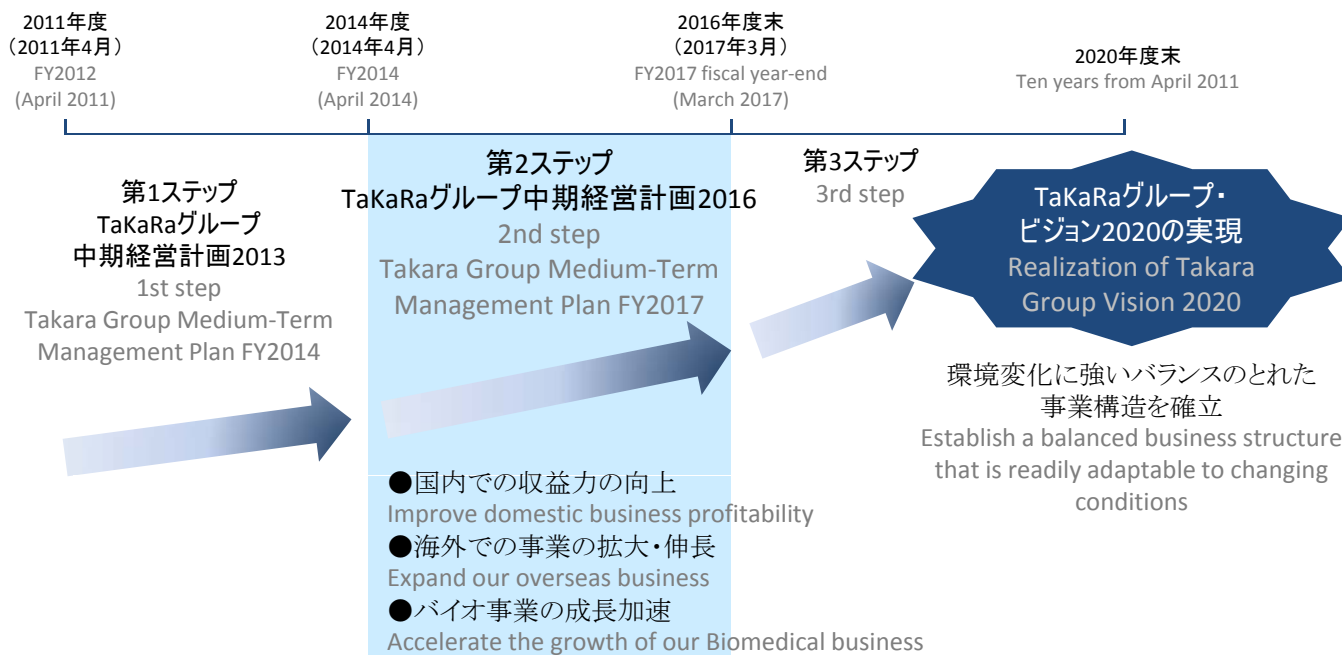 2011年度
（2011年4月）
FY2012
(April 2011)
2014年度
（2014年4月）
FY2014
(April 2014)
2016年度末
（2017年3月）
FY2017 fiscal year-end
(March 2017)
2020年度末
Ten years from April 2011
第1ステップ
TaKaRaグループ
中期経営計画2013
1st step
Takara Group Medium-Term
Management Plan FY2014
第2ステップ
TaKaRaグループ中期経営計画2016
2nd step
Takara Group Medium-Term
Management Plan FY2017
●国内での収益力の向上
Improve domestic business profitability
●海外での事業の拡大・伸長
Expand our overseas business
●バイオ事業の成長加速
Accelerate the growth of our Biomedical business
第3ステップ
3rd step
TaKaRaグループ・
ビジョン2020の実現
Realization of Takara
Group Vision 2020
環境変化に強いバランスのとれた
事業構造を確立
Establish a balanced business structure
that is readily adaptable to changing
conditions